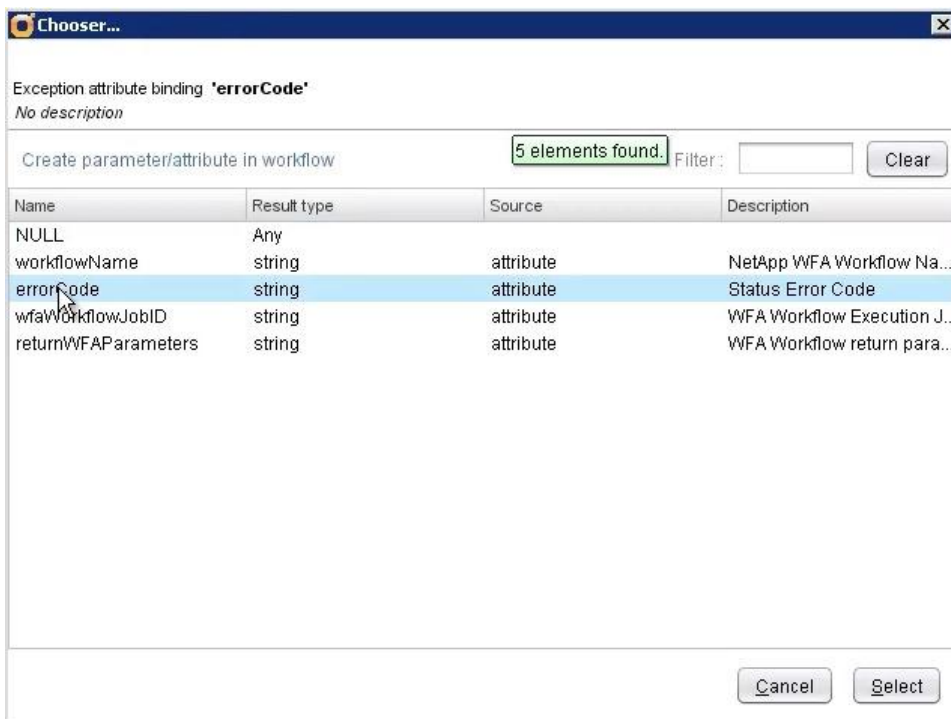 Chooser...
Exception attribute binding 'errorCode'
No description
Create parameter/attribute in workflow 5 elements found. Filter : Clear
Name Result type Source Description
NULL Any
workflowName string attribute NetApp WFA Workflow Na...
errorCode string attribute Status Error Code
wfaWorkflowJobID string attribute WFA Workflow Execution J..
returnWFAParameters string attribute WFA Workflow return para..
Cancel Select